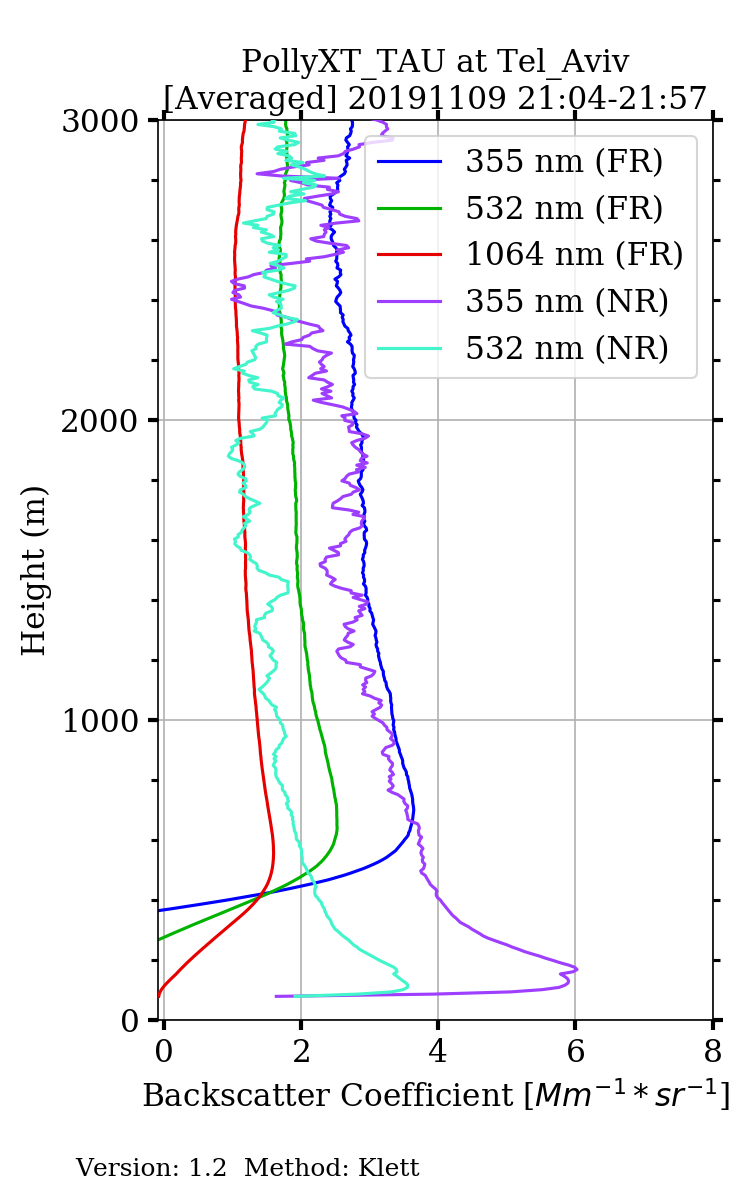 PollyXT_TAU at Tel_Aviv
[Averaged] 20191109 21:04-21:57
3000
2000
1000
0
Height (m)
355 nm (FR)
532 nm (FR)
1064 nm (FR)
355 nm (NR)
532 nm (NR)
0 2 4 6 8
Backscatter Coefficient [Mm⁻¹ * sr⁻¹]
Version: 1.2 Method: Klett